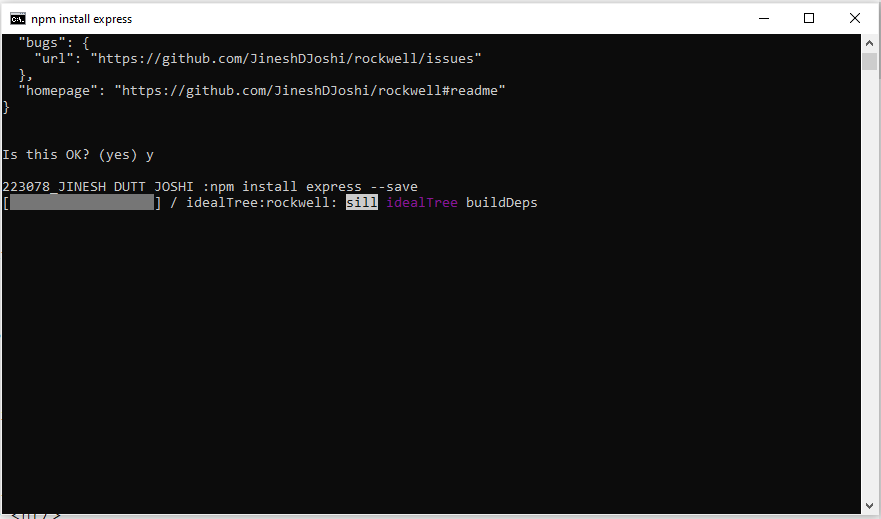 npm install express
"bugs": {
"url": "https://github.com/JineshDJoshi/rockwell/issues"
},
"homepage": "https://github.com/JineshDJoshi/rockwell#readme"
}
Is this OK? (yes) y
223078_JINESH DUTT JOSHI :npm install express --save
[                  ] / idealTree:rockwell: sill idealTree buildDeps